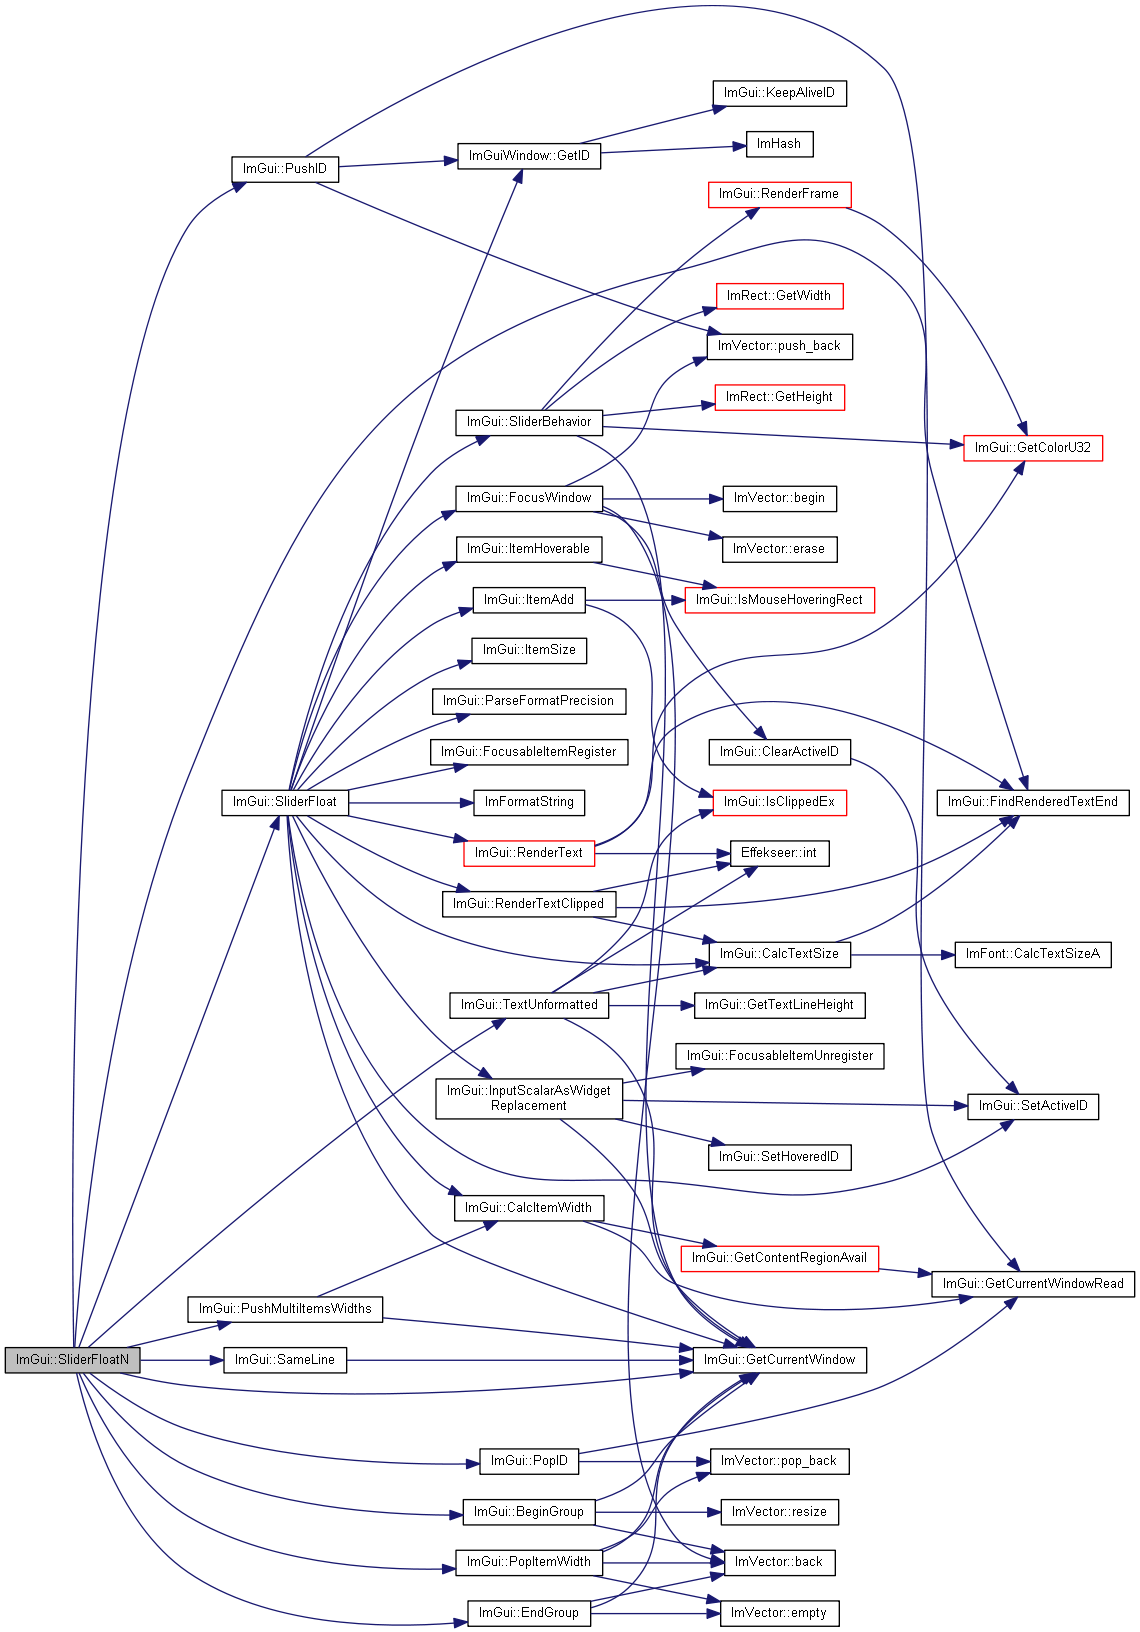 ImGui::KeepAliveID
ImHash
ImGuiWindow::GetID
ImGui::PushID
ImGui::RenderFrame
ImRect::GetWidth
ImVector::push_back
ImRect::GetHeight
ImGui::SliderBehavior
ImGui::GetColorU32
ImGui::FocusWindow
ImVector::begin
ImGui::ItemHoverable
ImVector::erase
ImGui::ItemAdd
ImGui::IsMouseHoveringRect
ImGui::ItemSize
ImGui::ParseFormatPrecision
ImGui::FocusableItemRegister
ImGui::ClearActiveID
ImGui::SliderFloat
ImFormatString
ImGui::IsClippedEx
ImGui::FindRenderedTextEnd
ImGui::RenderText
Effekseer::int
ImGui::RenderTextClipped
ImGui::CalcTextSize
ImFont::CalcTextSizeA
ImGui::TextUnformatted
ImGui::GetTextLineHeight
ImGui::FocusableItemUnregister
ImGui::InputScalarAsWidget
Replacement
ImGui::SetActiveID
ImGui::SetHoveredID
ImGui::CalcItemWidth
ImGui::GetContentRegionAvail
ImGui::GetCurrentWindowRead
ImGui::PushMultiItemsWidths
ImGui::SliderFloatN
ImGui::SameLine
ImGui::GetCurrentWindow
ImGui::PopID
ImVector::pop_back
ImGui::BeginGroup
ImVector::resize
ImGui::PopItemWidth
ImVector::back
ImGui::EndGroup
ImVector::empty